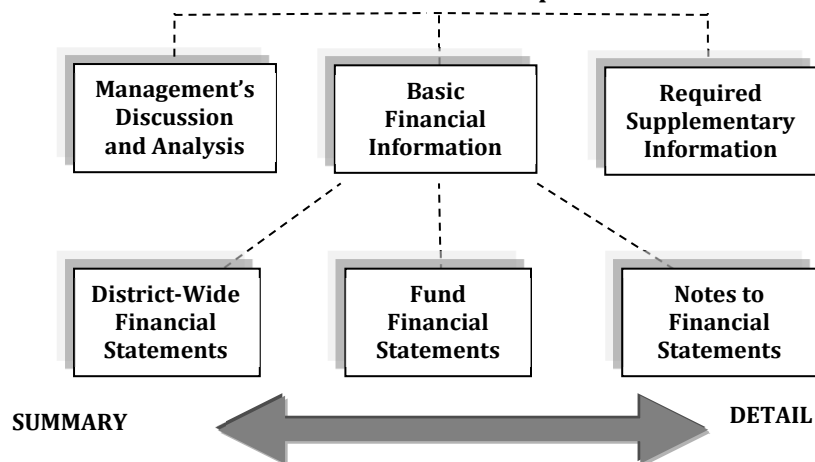 Management's
Discussion
and Analysis
Basic
Financial
Information
Required
Supplementary
Information
District-Wide
Financial
Statements
Fund
Financial
Statements
Notes to
Financial
Statements
SUMMARY
DETAIL